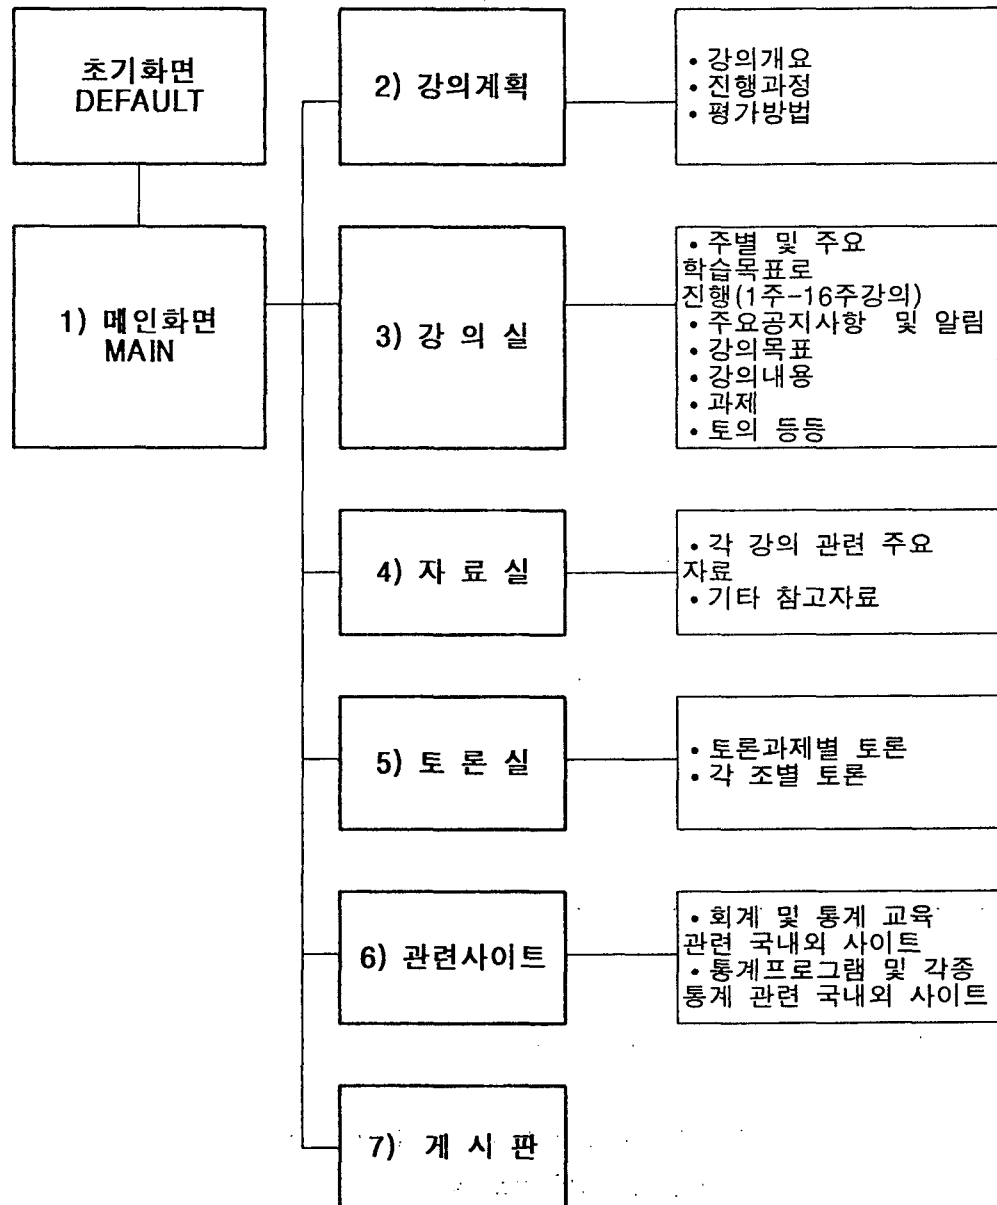 초기화면
DEFAULT
1) 메인화면
MAIN
2) 강의계획
• 강의개요
• 진행과정
• 평가방법
3) 강 의 실
• 주별 및 주요
학습목표로
진행(1주-16주강의)
• 주요공지사항 및 알림
• 강의목표
• 강의내용
• 과제
• 토의 등등
4) 자 료 실
• 각 강의 관련 주요
자료
• 기타 참고자료
5) 토 론 실
• 토론과제별 토론
• 각 조별 토론
6) 관련사이트
• 회계 및 통계 교육
관련 국내외 사이트
• 통계프로그램 및 각종
통계 관련 국내외 사이트
7) 게 시 판